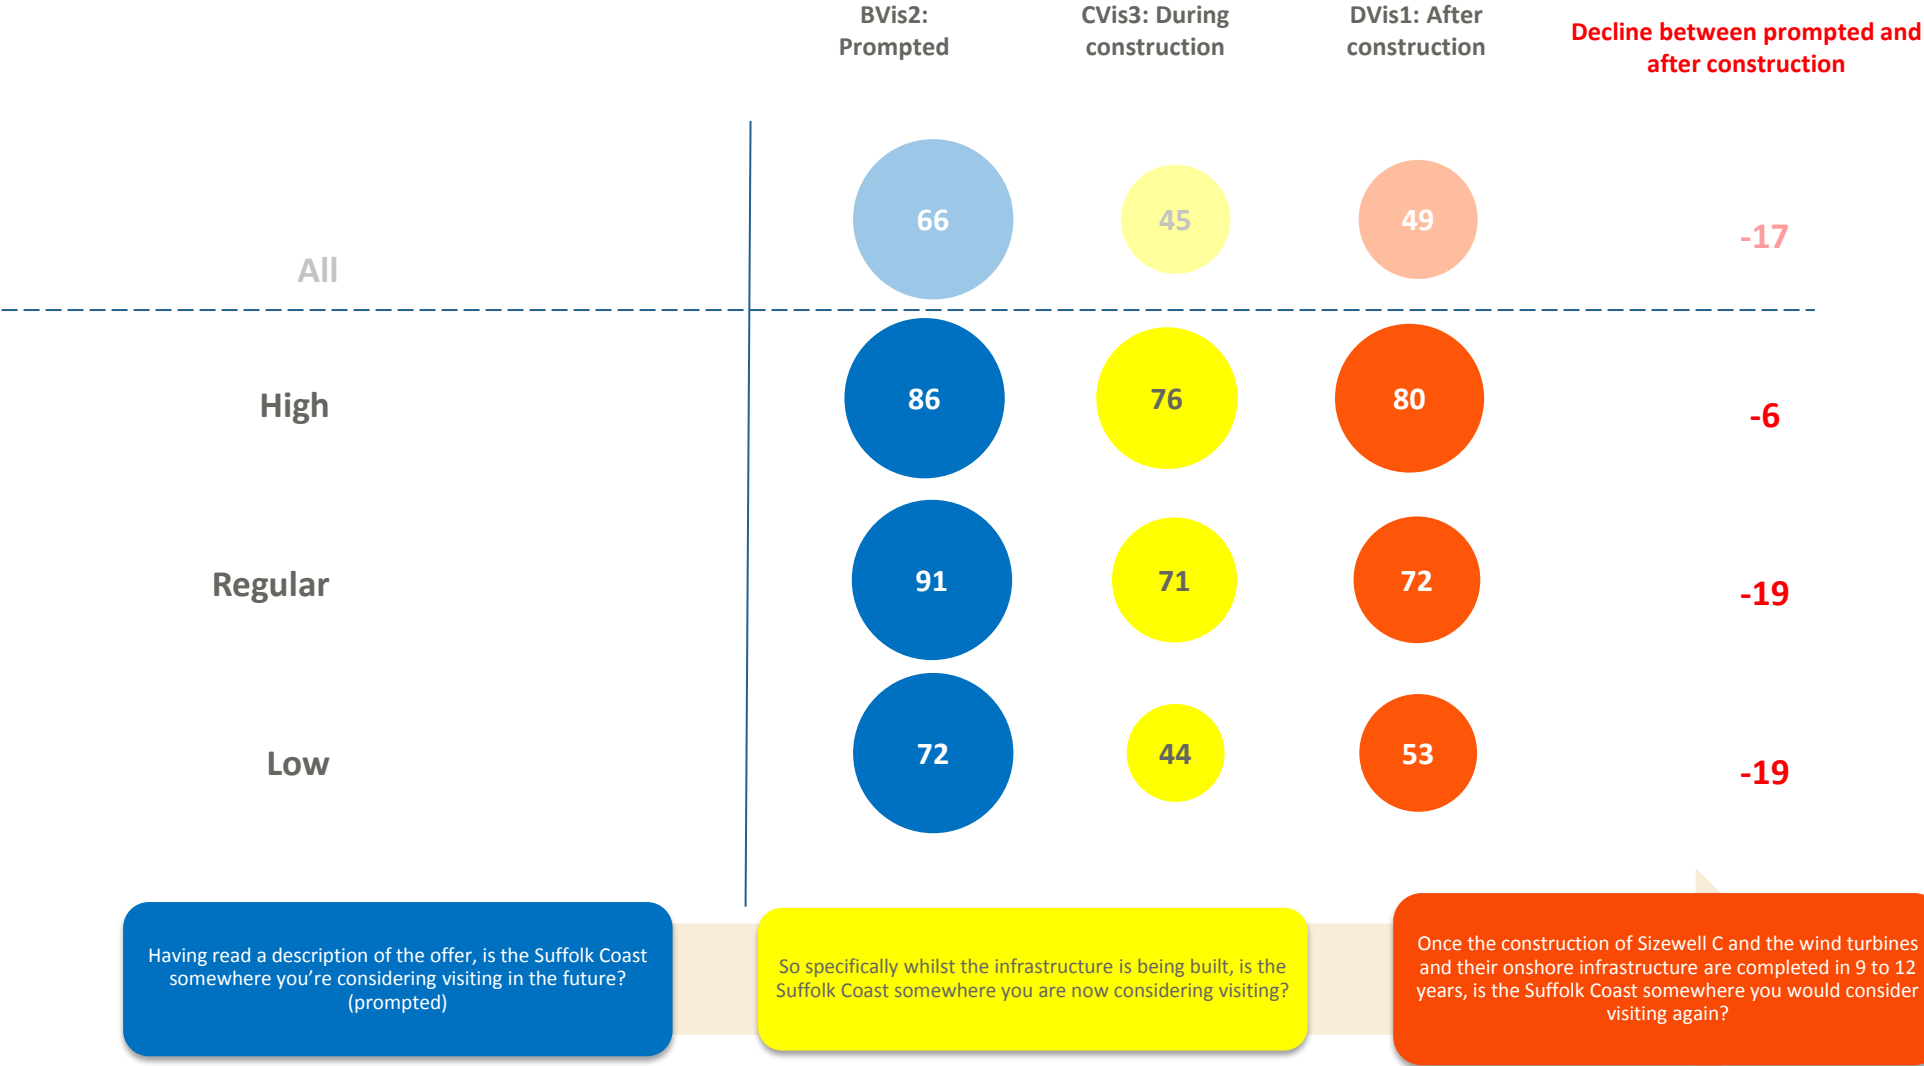 BVis2:
Prompted
CVis3: During
construction
DVis1: After
construction
Decline between prompted and
after construction
All
66
45
49
-17
High
86
76
80
-6
Regular
91
71
72
-19
Low
72
44
53
-19
Having read a description of the offer, is the Suffolk Coast
somewhere you’re considering visiting in the future?
(prompted)
So specifically whilst the infrastructure is being built, is the
Suffolk Coast somewhere you are now considering visiting?
Once the construction of Sizewell C and the wind turbines
and their onshore infrastructure are completed in 9 to 12
years, is the Suffolk Coast somewhere you would consider
visiting again?